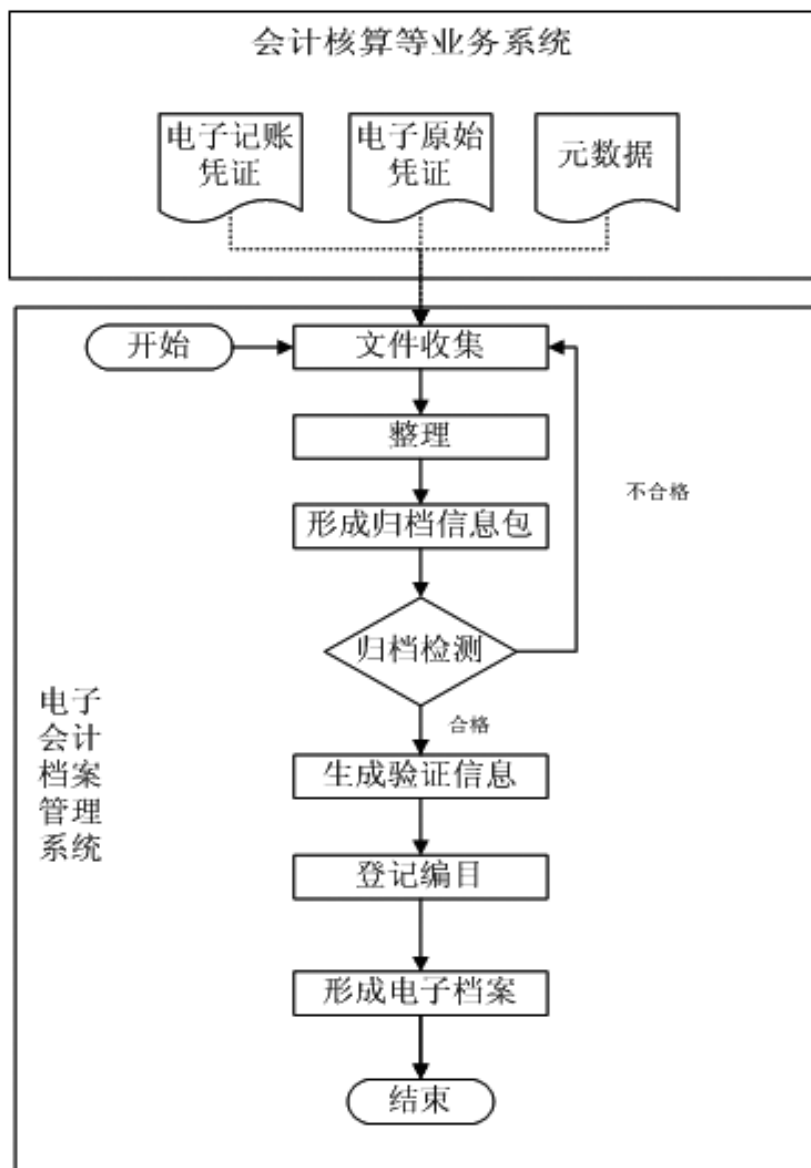 会计核算等业务系统
电子记账
凭证
电子原始
凭证
元数据
开始
文件收集
整理
不合格
形成归档信息包
归档检测
合格
电子
会计
档案
管理
系统
生成验证信息
登记编目
形成电子档案
结束